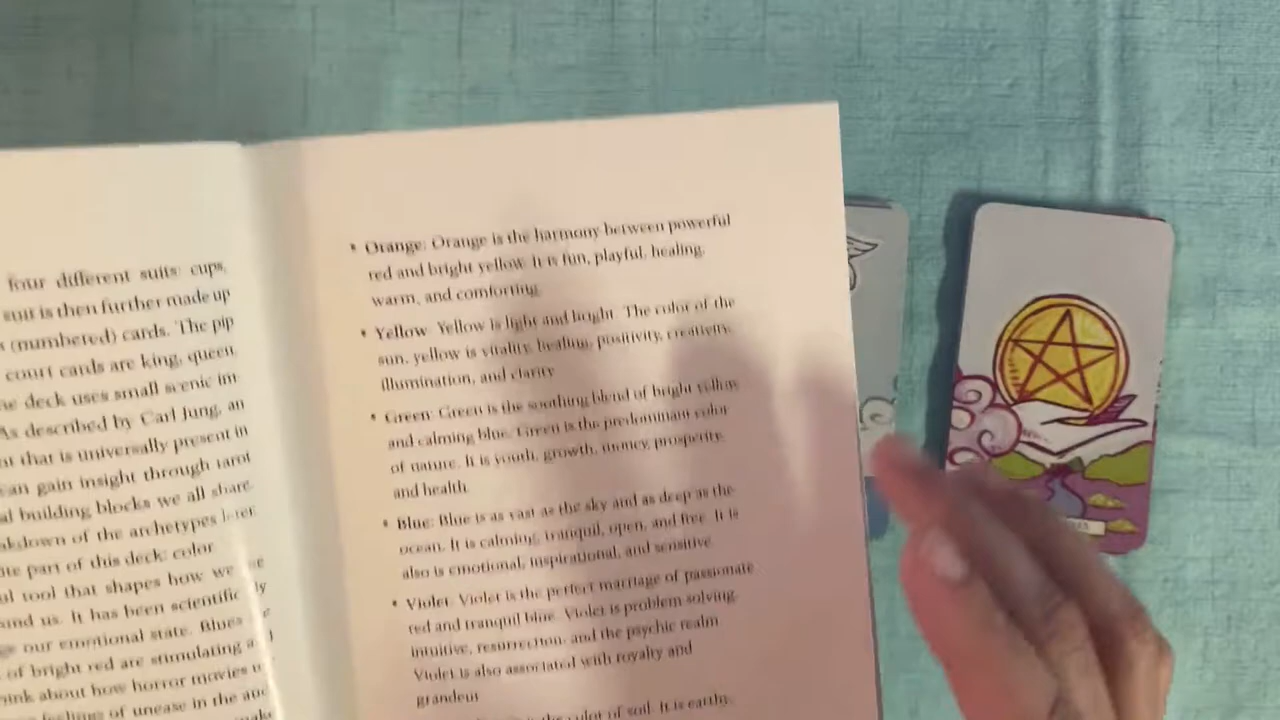 four different suits: cups,
suit is then further made up
(numbered) cards. The pip
court cards are king, queen
deck uses small scenic im
As described by Carl Jung, an
that is universally present in
can gain insight through tarot
building blocks we all share.
of the archetypes later.
part of this deck: color
tool that shapes how we
It has been scientific
our emotional state. Blues
of bright red are stimulating
about how horror movies
feelings of unease in the
• Orange: Orange is the harmony between powerful
red and bright yellow. It is fun, playful, healing,
warm, and comforting.
• Yellow: Yellow is light and bright. The color of the
sun, yellow is vitality, healing, positivity, creativity,
illumination, and clarity.
• Green: Green is the soothing blend of bright yellow
and calming blue. Green is the predominant color
of nature. It is youth, growth, money, prosperity,
and health.
• Blue: Blue is as vast as the sky and as deep as the
ocean. It is calming, tranquil, open, and free. It is
also is emotional, inspirational, and sensitive.
• Violet: Violet is the perfect marriage of passionate
red and tranquil blue. Violet is problem solving,
intuitive, resurrection, and the psychic realm.
Violet is also associated with royalty and
grandeur.
the color of soil. It is earthy,